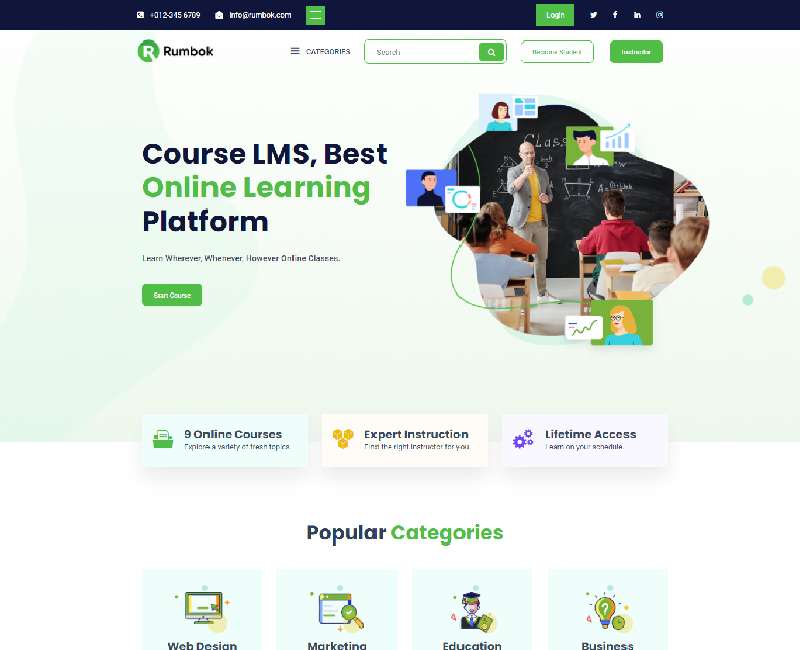 +012-345 6789
info@rumbok.com
Login
Rumbok
CATEGORIES
Search
Become Student
Instructor
Course LMS, Best
Online Learning
Platform
Learn Wherever, Whenever, However Online Classes.
Start Course
Class
9 Online Courses
Explore a variety of fresh topics
Expert Instruction
Find the right instructor for you
Lifetime Access
Learn on your schedule.
Popular Categories
Web Design
Marketing
Education
Business